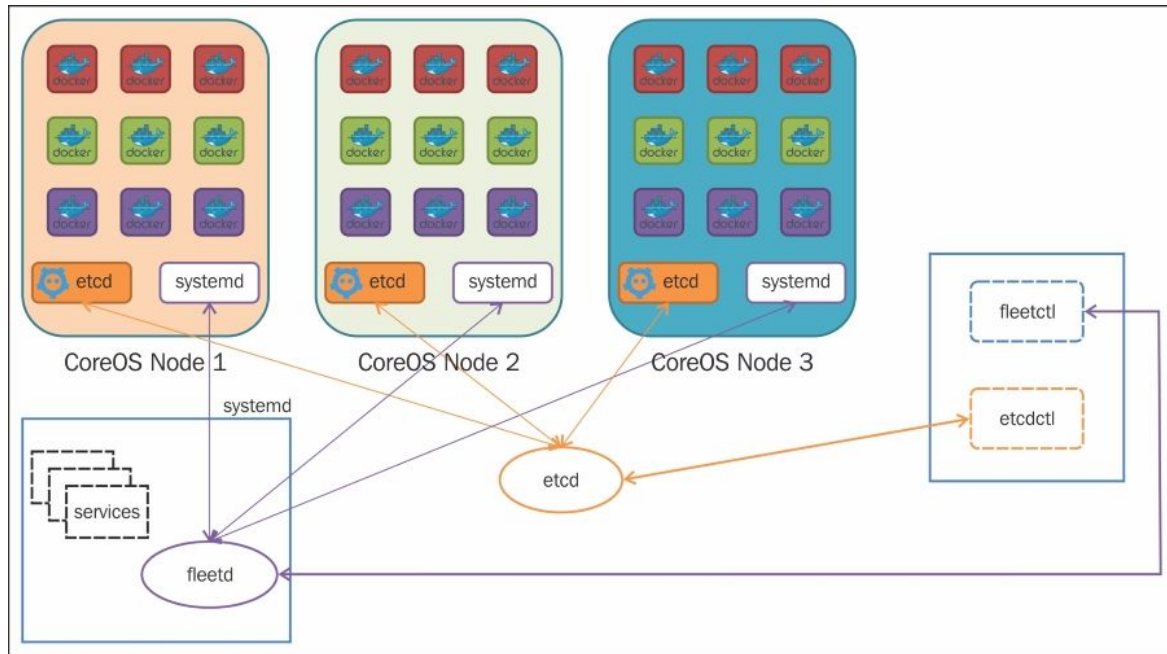 docker docker docker docker docker docker docker docker docker
docker docker docker docker docker docker docker docker docker
docker docker docker docker docker docker docker docker docker
etcd systemd etcd systemd etcd systemd
CoreOS Node 1 CoreOS Node 2 CoreOS Node 3
fleetctl
systemd
etcdctl
services
etcd
fleetd